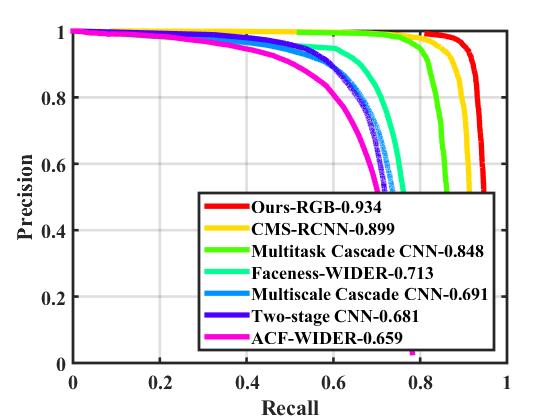 1
0.8
0.6
0.4
0.2
0
Precision
Ours-RGB-0.934
CMS-RCNN-0.899
Multitask Cascade CNN-0.848
Faceness-WIDER-0.713
Multiscale Cascade CNN-0.691
Two-stage CNN-0.681
ACF-WIDER-0.659
0 0.2 0.4 0.6 0.8 1
Recall